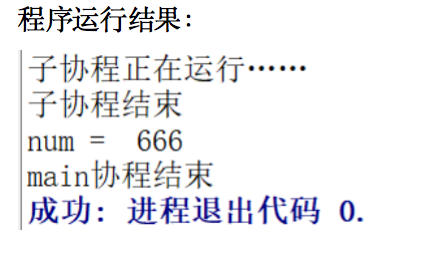 程序运行结果：
子协程正在运行……
子协程结束
num =  666
main协程结束
成功: 进程退出代码 0.